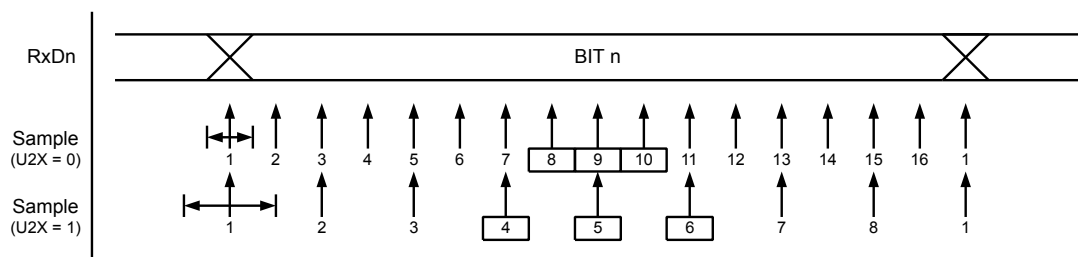 RxDn BIT n
Sample
(U2X = 0)
1 2 3 4 5 6 7 8 9 10 11 12 13 14 15 16 1
Sample
(U2X = 1)
1 2 3 4 5 6 7 8 1